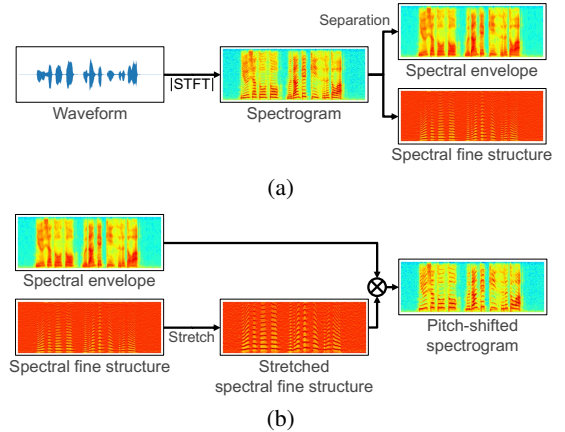 Separation
Waveform
|STFT|
Spectrogram
Spectral envelope
Spectral fine structure
(a)
Spectral envelope
Spectral fine structure
Stretch
Stretched
spectral fine structure
Pitch-shifted
spectrogram
(b)